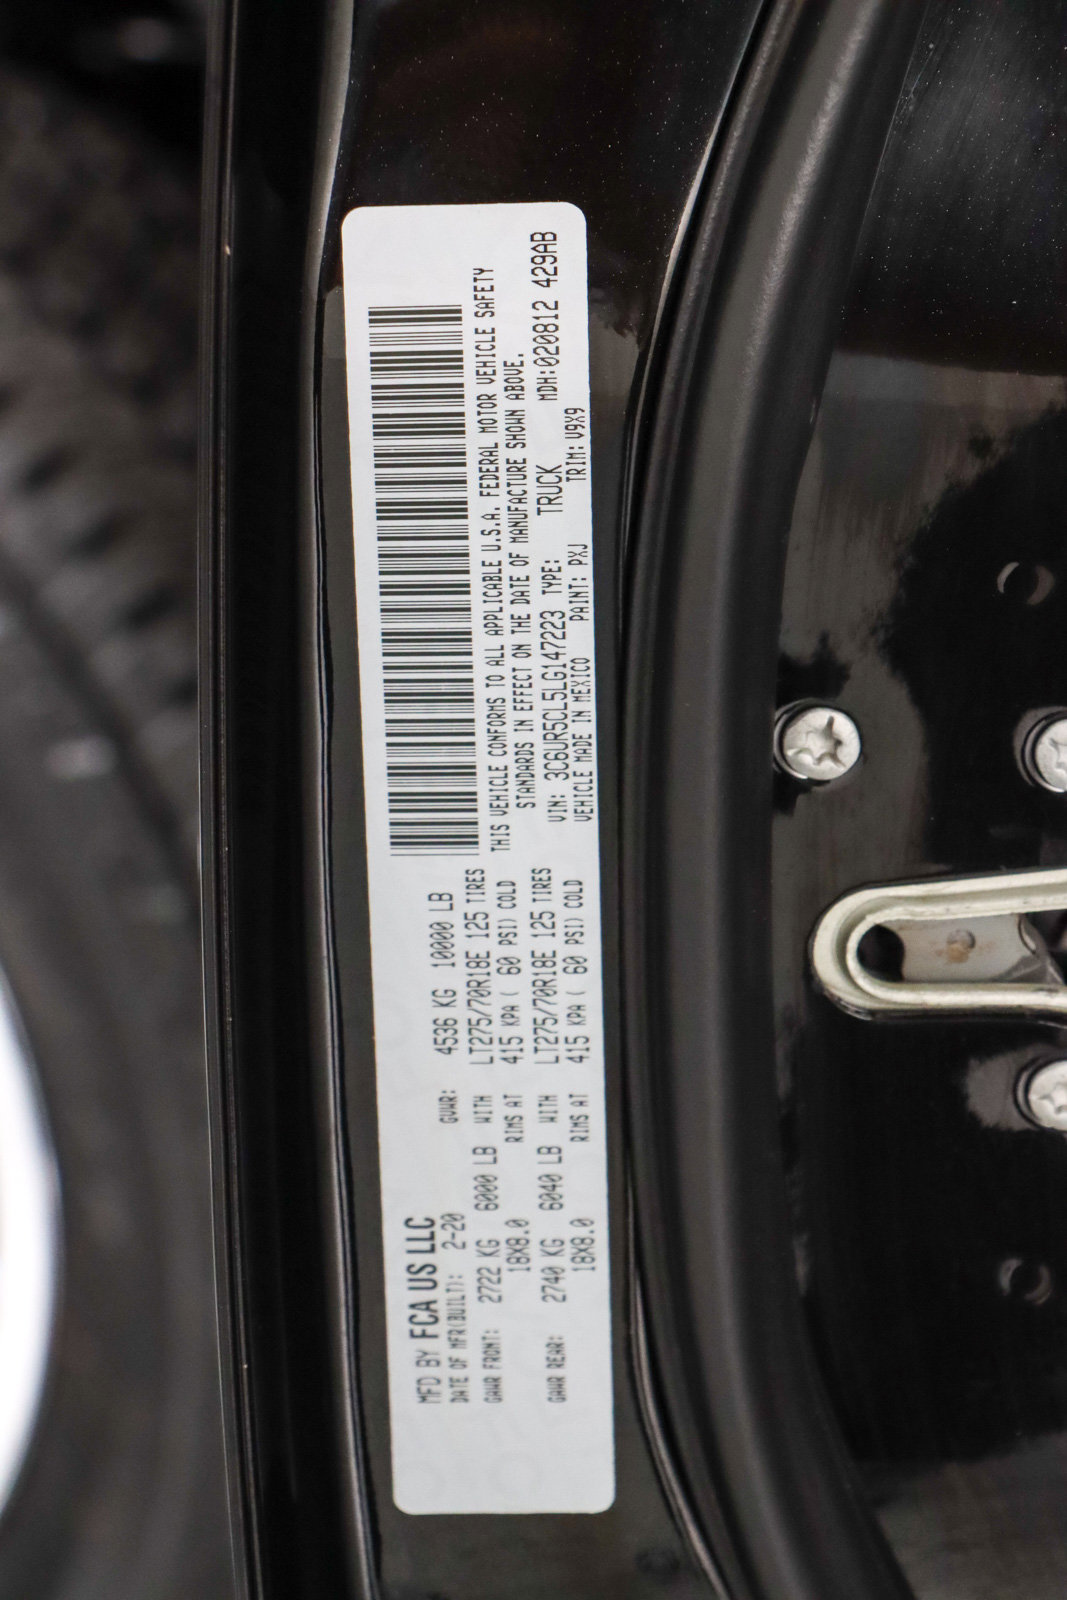 MFD BY FCA US LLC
DATE OF MFR(BUILT): 2-20 GVWR: 4536 KG 10000 LB
GAWR FRONT: 2722 KG 6000 LB WITH LT275/70R18E 125 TIRES
18X8.0 RIMS AT 415 KPA ( 60 PSI) COLD
GAWR REAR: 2740 KG 6040 LB WITH LT275/70R18E 125 TIRES
18X8.0 RIMS AT 415 KPA ( 60 PSI) COLD
THIS VEHICLE CONFORMS TO ALL APPLICABLE U.S.A. FEDERAL MOTOR VEHICLE SAFETY
STANDARDS IN EFFECT ON THE DATE OF MANUFACTURE SHOWN ABOVE.
VIN: 3C6UR5CL5LG147223 TYPE: TRUCK MDH:020812 429AB
VEHICLE MADE IN MEXICO PAINT: PXJ TRIM: V9X9